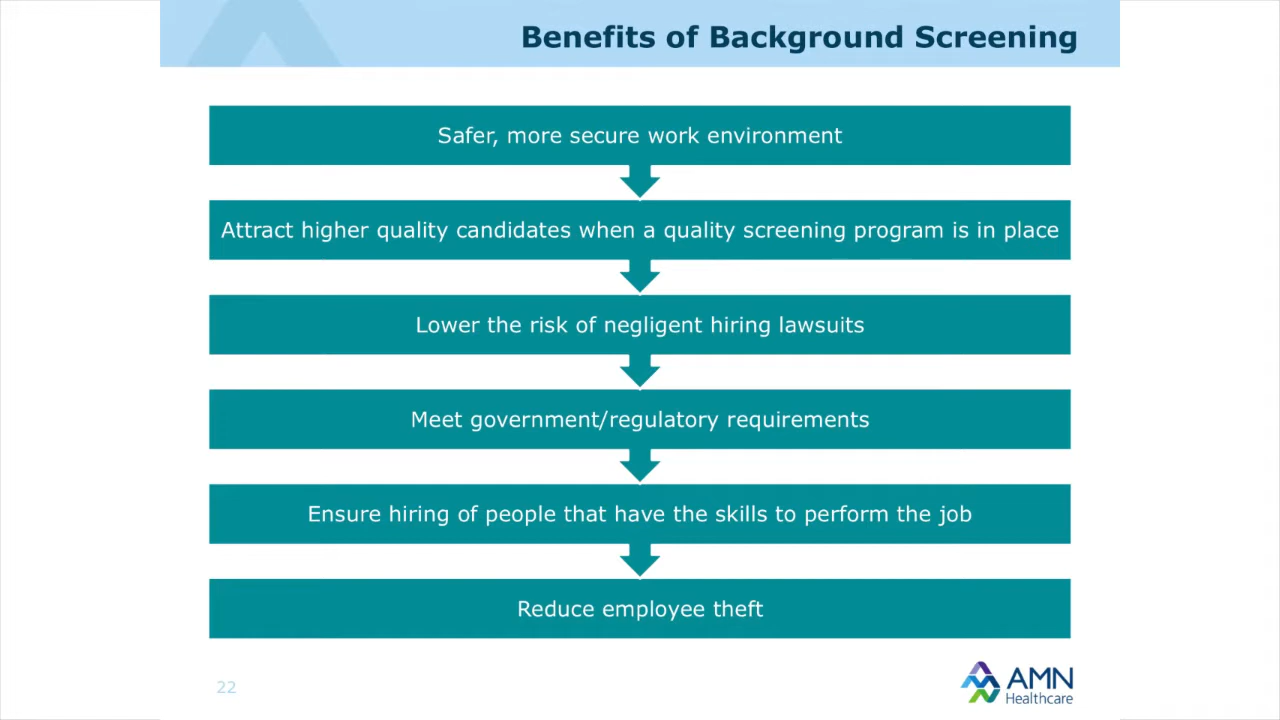 Benefits of Background Screening
Safer, more secure work environment
Attract higher quality candidates when a quality screening program is in place
Lower the risk of negligent hiring lawsuits
Meet government/regulatory requirements
Ensure hiring of people that have the skills to perform the job
Reduce employee theft
22
AMN
Healthcare